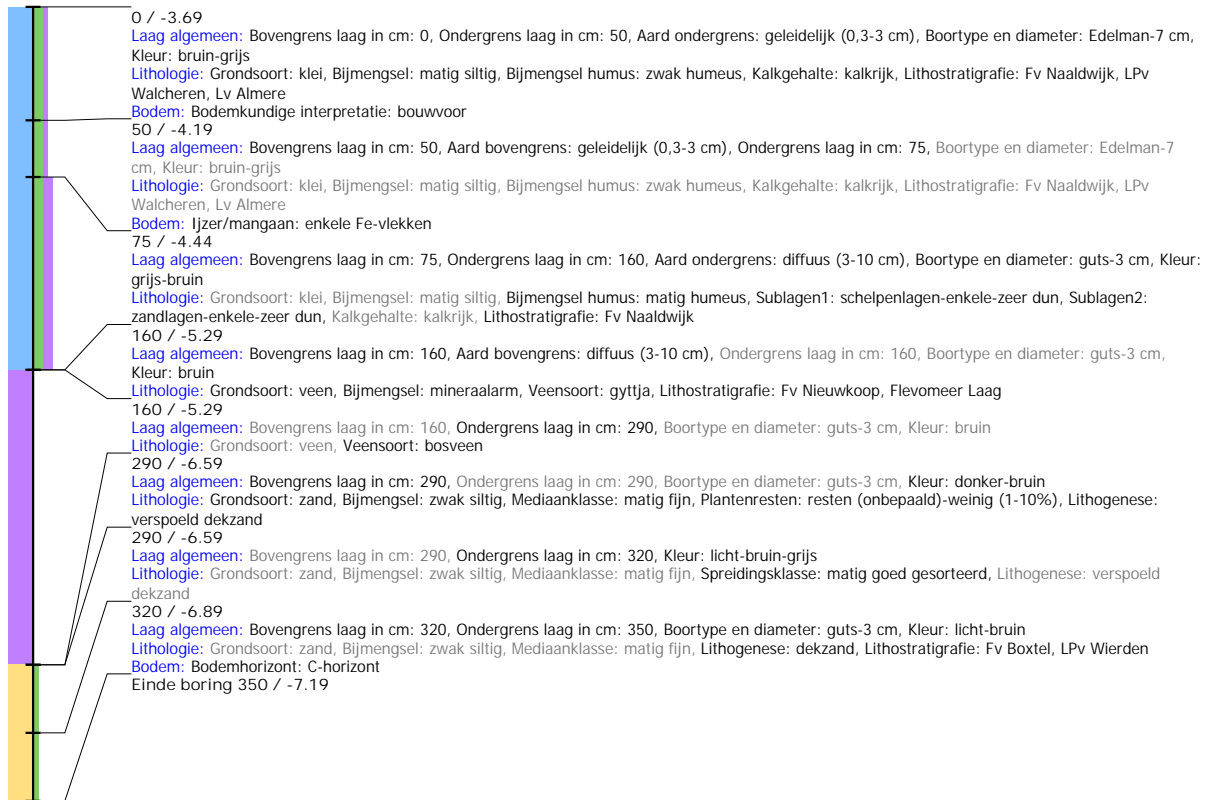 0 / -3.69
Laag algemeen: Bovengrens laag in cm: 0, Ondergrens laag in cm: 50, Aard ondergrens: geleidelijk (0,3-3 cm), Boortype en diameter: Edelman-7 cm,
Kleur: bruin-grijs
Lithologie: Grondsoort: klei, Bijmengsel: matig siltig, Bijmengsel humus: zwak humeus, Kalkgehalte: kalkrijk, Lithostratigrafie: Fv Naaldwijk, LPv
Walcheren, Lv Almere
Bodem: Bodemkundige interpretatie: bouwvoor
50 / -4.19
Laag algemeen: Bovengrens laag in cm: 50, Aard bovengrens: geleidelijk (0,3-3 cm), Ondergrens laag in cm: 75, Boortype en diameter: Edelman-7
cm, Kleur: bruin-grijs
Lithologie: Grondsoort: klei, Bijmengsel: matig siltig, Bijmengsel humus: zwak humeus, Kalkgehalte: kalkrijk, Lithostratigrafie: Fv Naaldwijk, LPv
Walcheren, Lv Almere
Bodem: Ijzer/mangaan: enkele Fe-vlekken
75 / -4.44
Laag algemeen: Bovengrens laag in cm: 75, Ondergrens laag in cm: 160, Aard ondergrens: diffuus (3-10 cm), Boortype en diameter: guts-3 cm, Kleur:
grijs-bruin
Lithologie: Grondsoort: klei, Bijmengsel: matig siltig, Bijmengsel humus: matig humeus, Sublagen1: schelpenlagen-enkele-zeer dun, Sublagen2:
zandlagen-enkele-zeer dun, Kalkgehalte: kalkrijk, Lithostratigrafie: Fv Naaldwijk
160 / -5.29
Laag algemeen: Bovengrens laag in cm: 160, Aard bovengrens: diffuus (3-10 cm), Ondergrens laag in cm: 160, Boortype en diameter: guts-3 cm,
Kleur: bruin
Lithologie: Grondsoort: veen, Bijmengsel: mineraalarm, Veensoort: gyttja, Lithostratigrafie: Fv Nieuwkoop, Flevomeer Laag
160 / -5.29
Laag algemeen: Bovengrens laag in cm: 160, Ondergrens laag in cm: 290, Boortype en diameter: guts-3 cm, Kleur: bruin
Lithologie: Grondsoort: veen, Veensoort: bosveen
290 / -6.59
Laag algemeen: Bovengrens laag in cm: 290, Ondergrens laag in cm: 290, Boortype en diameter: guts-3 cm, Kleur: donker-bruin
Lithologie: Grondsoort: zand, Bijmengsel: zwak siltig, Mediaanklasse: matig fijn, Plantenresten: resten (onbepaald)-weinig (1-10%), Lithogenese:
verspoeld dekzand
290 / -6.59
Laag algemeen: Bovengrens laag in cm: 290, Ondergrens laag in cm: 320, Kleur: licht-bruin-grijs
Lithologie: Grondsoort: zand, Bijmengsel: zwak siltig, Mediaanklasse: matig fijn, Spreidingsklasse: matig goed gesorteerd, Lithogenese: verspoeld
dekzand
320 / -6.89
Laag algemeen: Bovengrens laag in cm: 320, Ondergrens laag in cm: 350, Boortype en diameter: guts-3 cm, Kleur: licht-bruin
Lithologie: Grondsoort: zand, Bijmengsel: zwak siltig, Mediaanklasse: matig fijn, Lithogenese: dekzand, Lithostratigrafie: Fv Boxtel, LPv Wierden
Bodem: Bodemhorizont: C-horizont
Einde boring 350 / -7.19